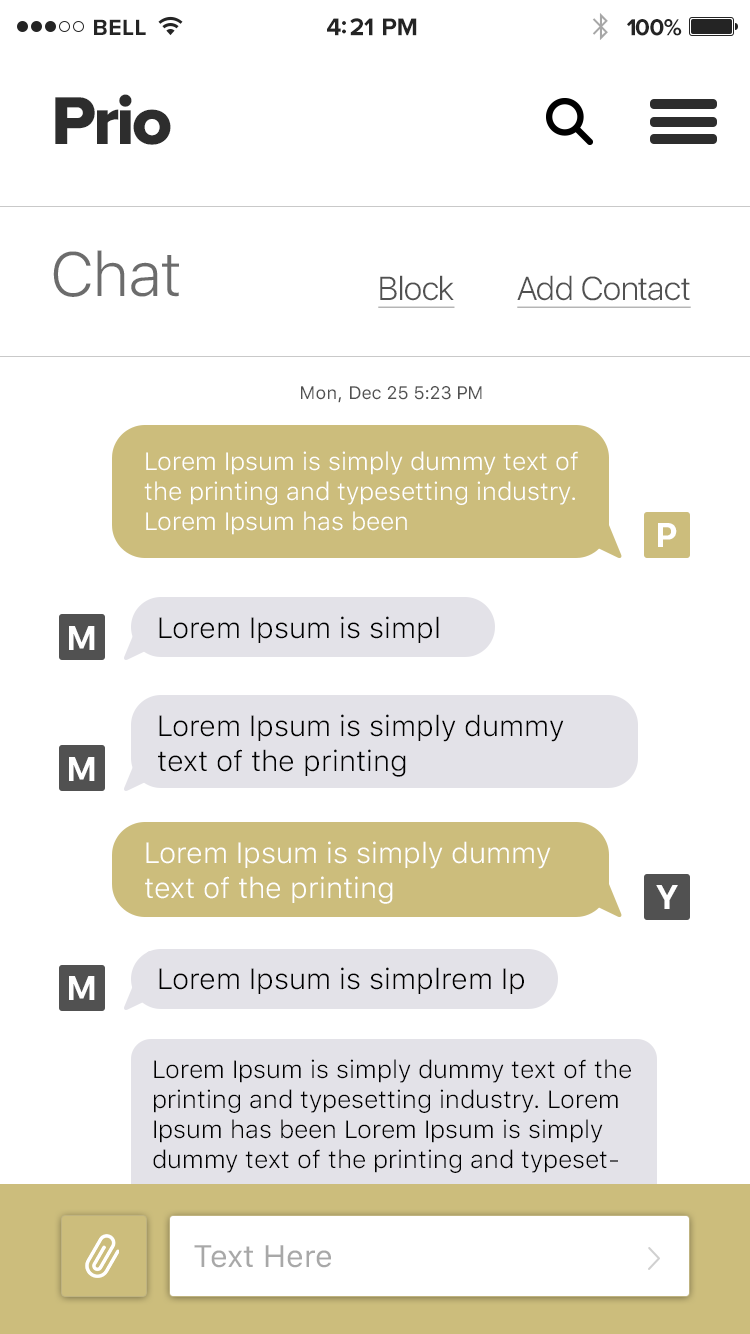 BELL 4:21 PM 100%
Prio
Chat Block Add Contact
Mon, Dec 25 5:23 PM
Lorem Ipsum is simply dummy text of
the printing and typesetting industry.
Lorem Ipsum has been
P
Lorem Ipsum is simpl
M
Lorem Ipsum is simply dummy
text of the printing
M
Lorem Ipsum is simply dummy
text of the printing
Y
Lorem Ipsum is simplrem Ip
M
Lorem Ipsum is simply dummy text of the
printing and typesetting industry. Lorem
Ipsum has been Lorem Ipsum is simply
dummy text of the printing and typeset-
Text Here